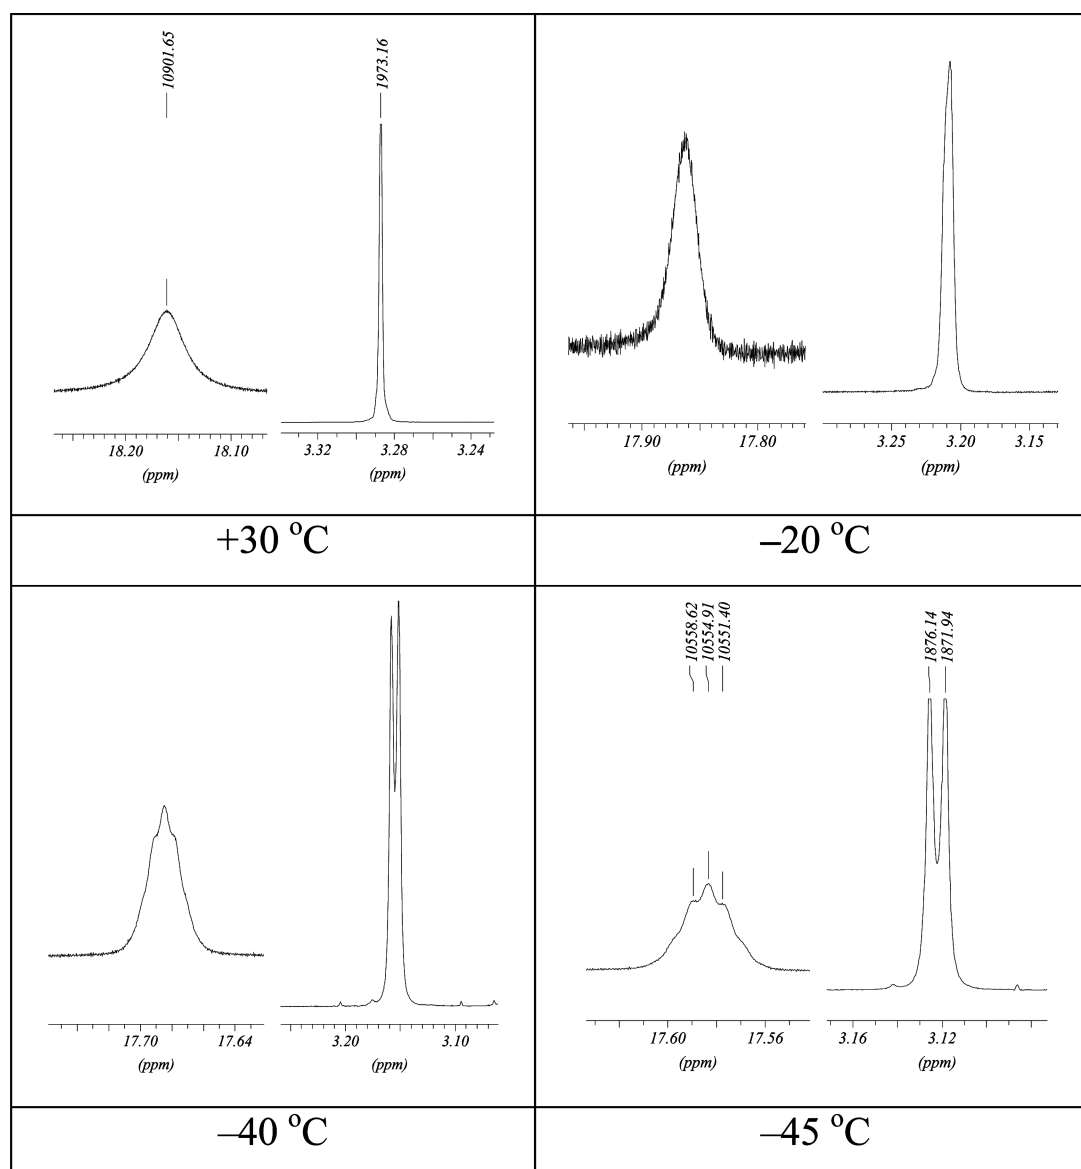 10901.65
1973.16
18.20 18.10
(ppm)
3.32 3.28 3.24
(ppm)
17.90 17.80
(ppm)
3.25 3.20 3.15
(ppm)
+30 °C
–20 °C
17.70 17.64
(ppm)
3.20 3.10
(ppm)
10558.62
10554.91
10551.40
1876.14
1871.94
17.60 17.56
(ppm)
3.16 3.12
(ppm)
–40 °C
–45 °C